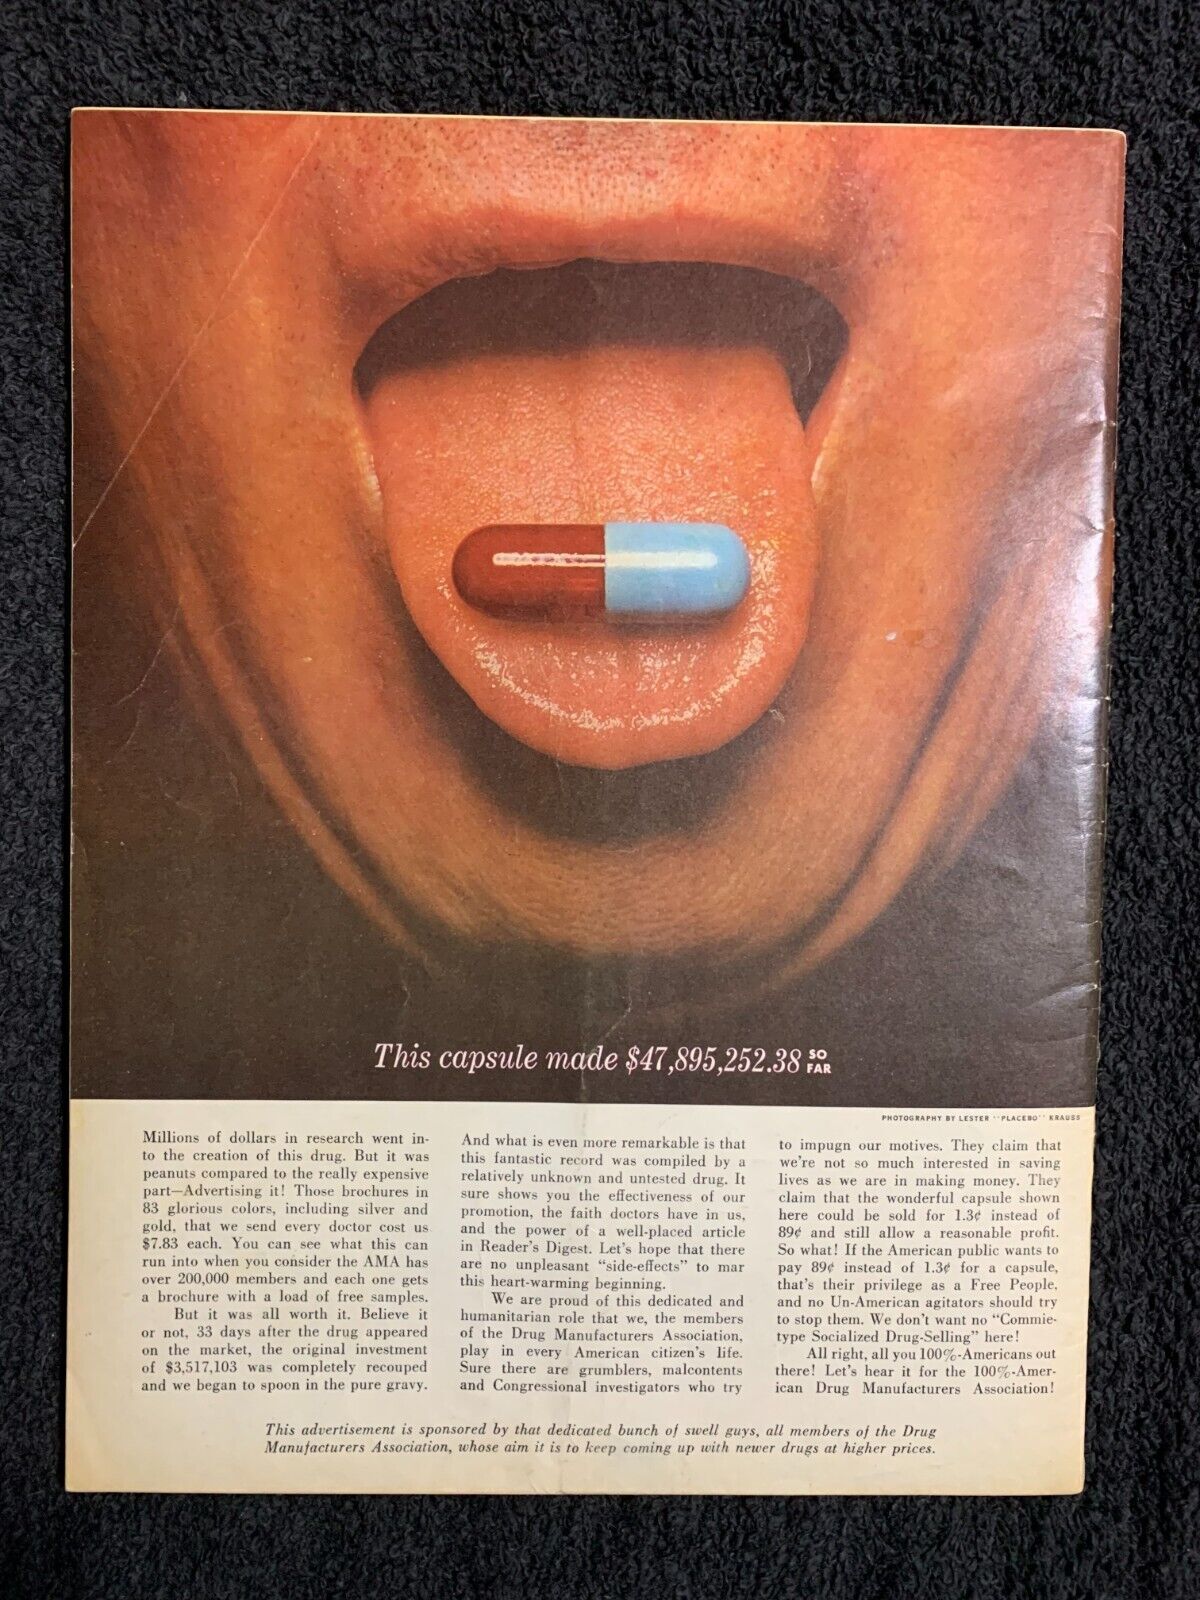 This capsule made $47,895,252.38 SO FAR
PHOTOGRAPHY BY LESTER "PLACEBO" KRAUSS
Millions of dollars in research went in-
to the creation of this drug. But it was
peanuts compared to the really expensive
part—Advertising it! Those brochures in
83 glorious colors, including silver and
gold, that we send every doctor cost us
$7.83 each. You can see what this can
run into when you consider the AMA has
over 200,000 members and each one gets
a brochure with a load of free samples.
But it was all worth it. Believe it
or not, 33 days after the drug appeared
on the market, the original investment
of $3,517,103 was completely recouped
and we began to spoon in the pure gravy.
And what is even more remarkable is that
this fantastic record was compiled by a
relatively unknown and untested drug. It
sure shows you the effectiveness of our
promotion, the faith doctors have in us,
and the power of a well-placed article
in Reader's Digest. Let's hope that there
are no unpleasant "side-effects" to mar
this heart-warming beginning.
We are proud of this dedicated and
humanitarian role that we, the members
of the Drug Manufacturers Association,
play in every American citizen's life.
Sure there are grumblers, malcontents
and Congressional investigators who try
to impugn our motives. They claim that
we're not so much interested in saving
lives as we are in making money. They
claim that the wonderful capsule shown
here could be sold for 1.3¢ instead of
89¢ and still allow a reasonable profit.
So what! If the American public wants to
pay 89¢ instead of 1.3¢ for a capsule,
that's their privilege as a Free People,
and no Un-American agitators should try
to stop them. We don't want no "Commie-
type Socialized Drug-Selling" here!
All right, all you 100%-Americans out
there! Let's hear it for the 100%-Amer-
ican Drug Manufacturers Association!
This advertisement is sponsored by that dedicated bunch of swell guys, all members of the Drug
Manufacturers Association, whose aim it is to keep coming up with newer drugs at higher prices.